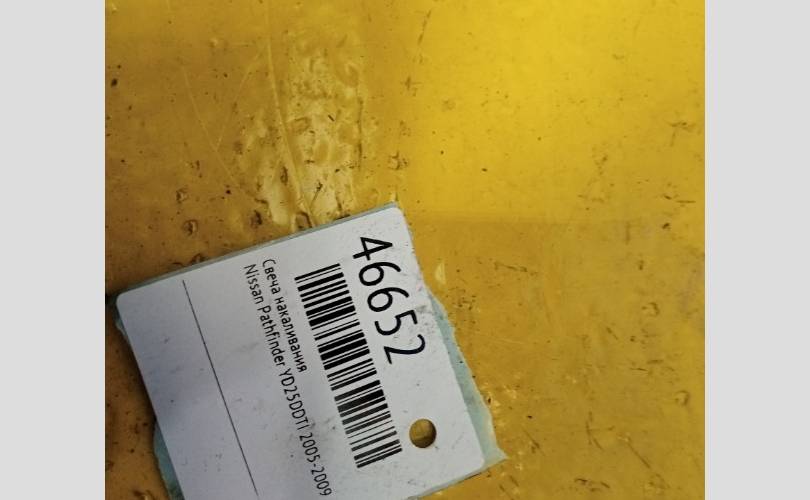 46652
Свеча накаливания
Nissan Pathfinder YD25DDTi 2005-2009